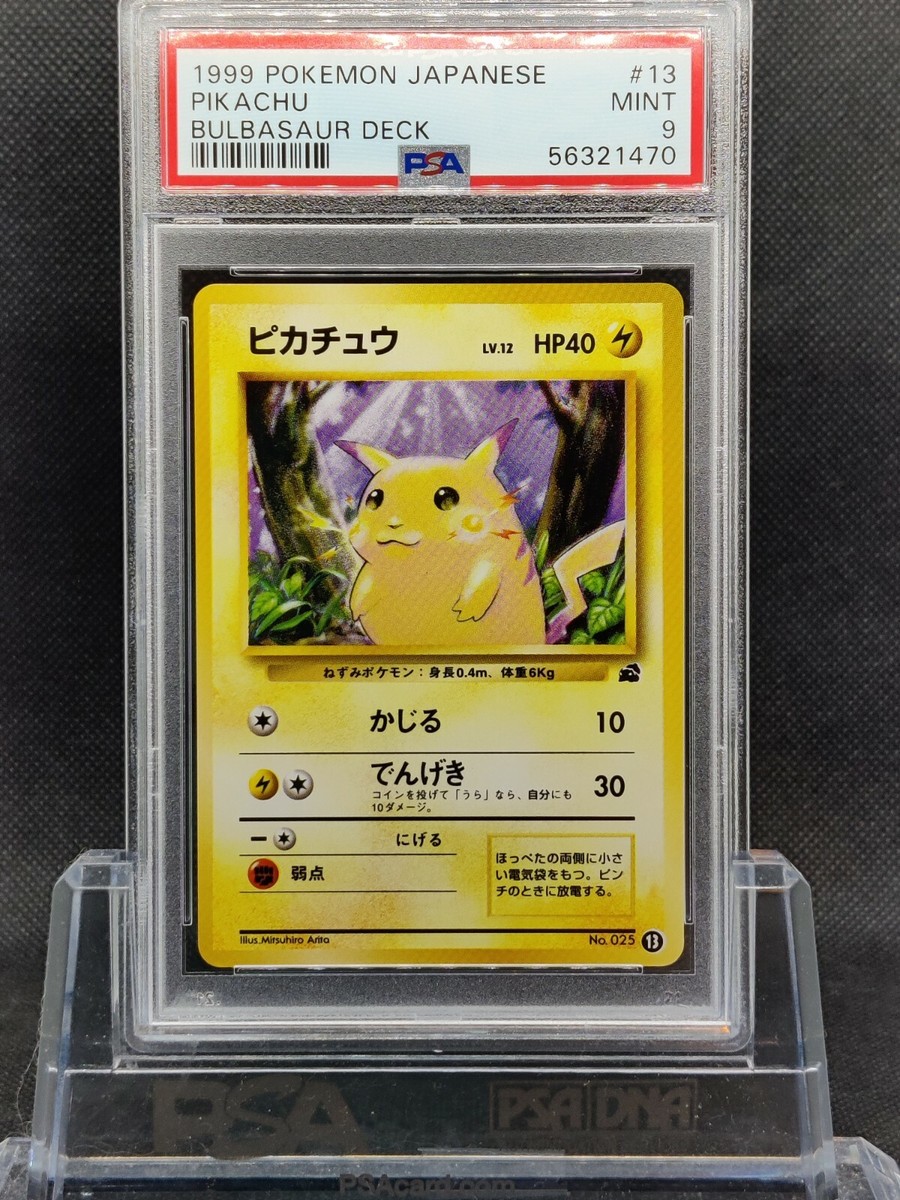 1999 POKEMON JAPANESE #13
PIKACHU MINT
BULBASAUR DECK 9
PSA 56321470
ピカチュウ LV.12 HP40
ねずみポケモン：身長0.4m、体重6Kg
かじる 10
でんげき 30
コインを投げて「うら」なら、自分にも
10ダメージ。
ー にげる
弱点
ほっぺたの両側に小さ
い電気袋をもつ。ピン
チのときに放電する。
Illus.Mitsuhiro Arita No.025 13
PSA PSA DNA
PSAcard.com